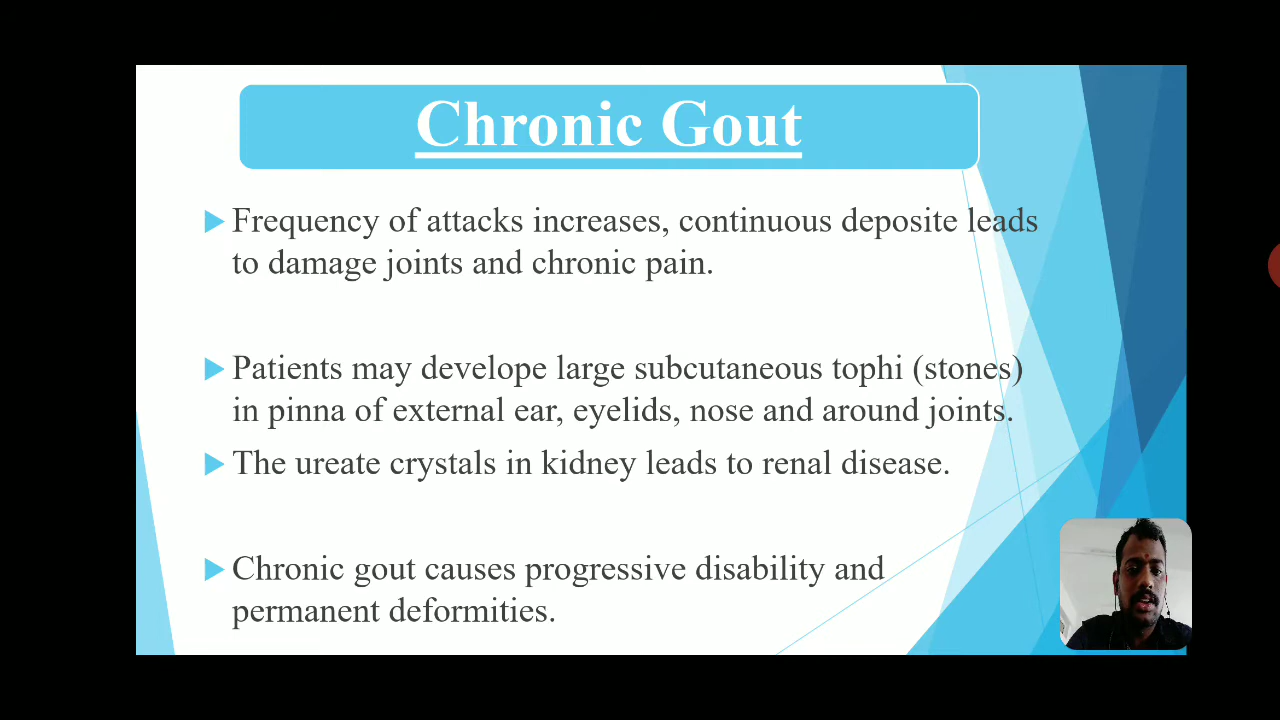 Chronic Gout
Frequency of attacks increases, continuous deposite leads
to damage joints and chronic pain.
Patients may develope large subcutaneous tophi (stones)
in pinna of external ear, eyelids, nose and around joints.
The ureate crystals in kidney leads to renal disease.
Chronic gout causes progressive disability and
permanent deformities.